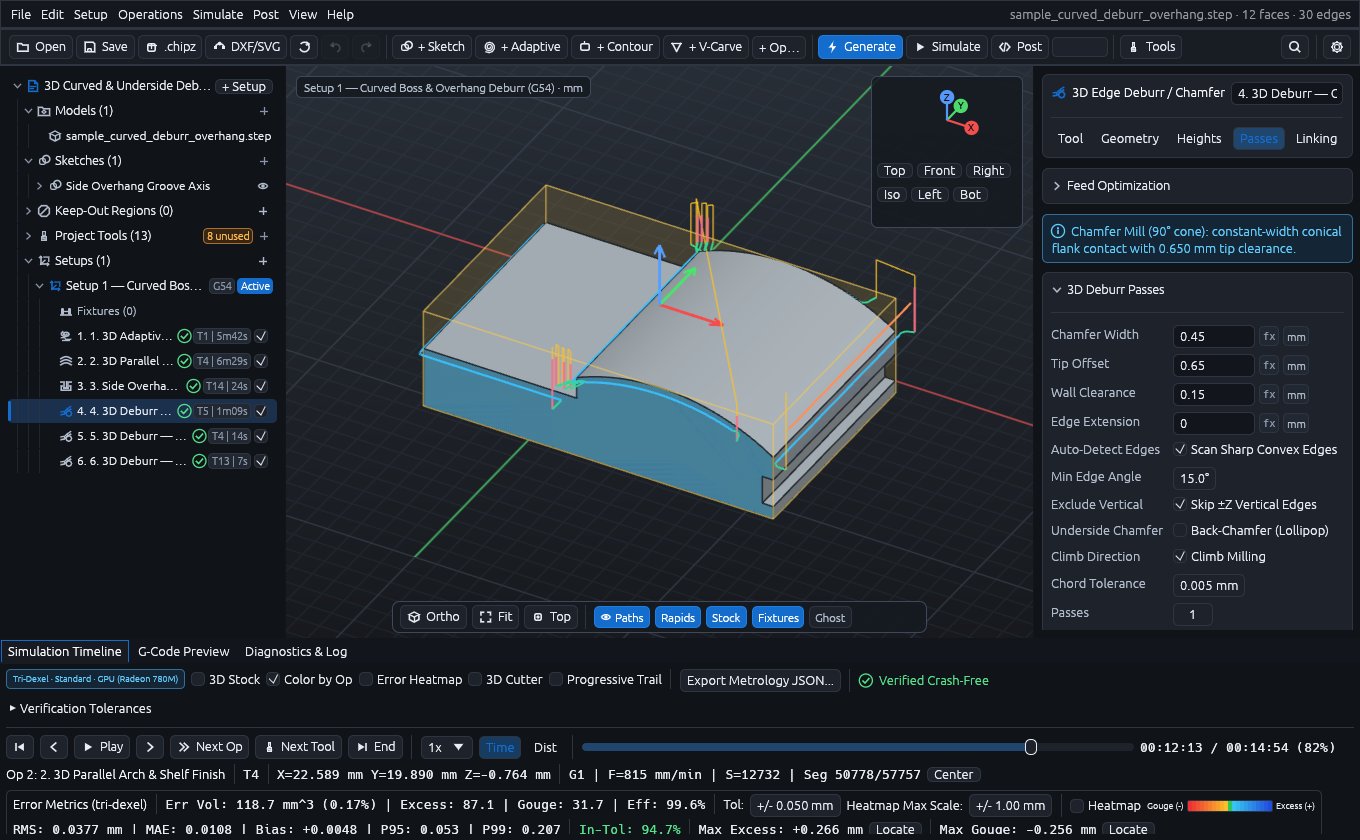 File Edit Setup Operations Simulate Post View Help
sample_curved_deburr_overhang.step · 12 faces · 30 edges
Open Save .chipz DXF/SVG + Sketch + Adaptive + Contour + V-Carve + Op... Generate Simulate Post Tools
3D Curved & Underside Deb... + Setup
Models (1) +
sample_curved_deburr_overhang.step
Sketches (1) +
Side Overhang Groove Axis
Keep-Out Regions (0) +
Project Tools (13) 8 unused +
Setups (1) +
Setup 1 — Curved Bos... G54 Active
Fixtures (0)
1. 1. 3D Adaptiv... T1 | 5m42s
2. 2. 3D Parallel ... T4 | 6m29s
3. 3. Side Overha... T14 | 24s
4. 4. 3D Deburr ... T5 | 1m09s
5. 5. 3D Deburr — ... T4 | 14s
6. 6. 3D Deburr — ... T13 | 7s
Setup 1 — Curved Boss & Overhang Deburr (G54) · mm
Z
Y
X
Top Front Right
Iso Left Bot
Ortho Fit Top Paths Rapids Stock Fixtures Ghost
3D Edge Deburr / Chamfer 4. 3D Deburr — C
Tool Geometry Heights Passes Linking
Feed Optimization
Chamfer Mill (90° cone): constant-width conical
flank contact with 0.650 mm tip clearance.
3D Deburr Passes
Chamfer Width 0.45 fx mm
Tip Offset 0.65 fx mm
Wall Clearance 0.15 fx mm
Edge Extension 0 fx mm
Auto-Detect Edges Scan Sharp Convex Edges
Min Edge Angle 15.0°
Exclude Vertical Skip ±Z Vertical Edges
Underside Chamfer Back-Chamfer (Lollipop)
Climb Direction Climb Milling
Chord Tolerance 0.005 mm
Passes 1
Simulation Timeline G-Code Preview Diagnostics & Log
Tri-Dexel · Standard · GPU (Radeon 780M) 3D Stock Color by Op Error Heatmap 3D Cutter Progressive Trail Export Metrology JSON... Verified Crash-Free
Verification Tolerances
Play Next Op Next Tool End 1x Time Dist 00:12:13 / 00:14:54 (82%)
Op 2: 2. 3D Parallel Arch & Shelf Finish T4 X=22.589 mm Y=19.890 mm Z=-0.764 mm G1 | F=815 mm/min | S=12732 | Seg 50778/57757 Center
Error Metrics (tri-dexel) Err Vol: 118.7 mm^3 (0.17%) | Excess: 87.1 | Gouge: 31.7 | Eff: 99.6% Tol: +/- 0.050 mm Heatmap Max Scale: +/- 1.00 mm Heatmap Gouge (-) Excess (+)
RMS: 0.0377 mm | MAE: 0.0108 | Bias: +0.0048 | P95: 0.053 | P99: 0.207 In-Tol: 94.7% Max Excess: +0.266 mm Locate Max Gouge: -0.256 mm Locate